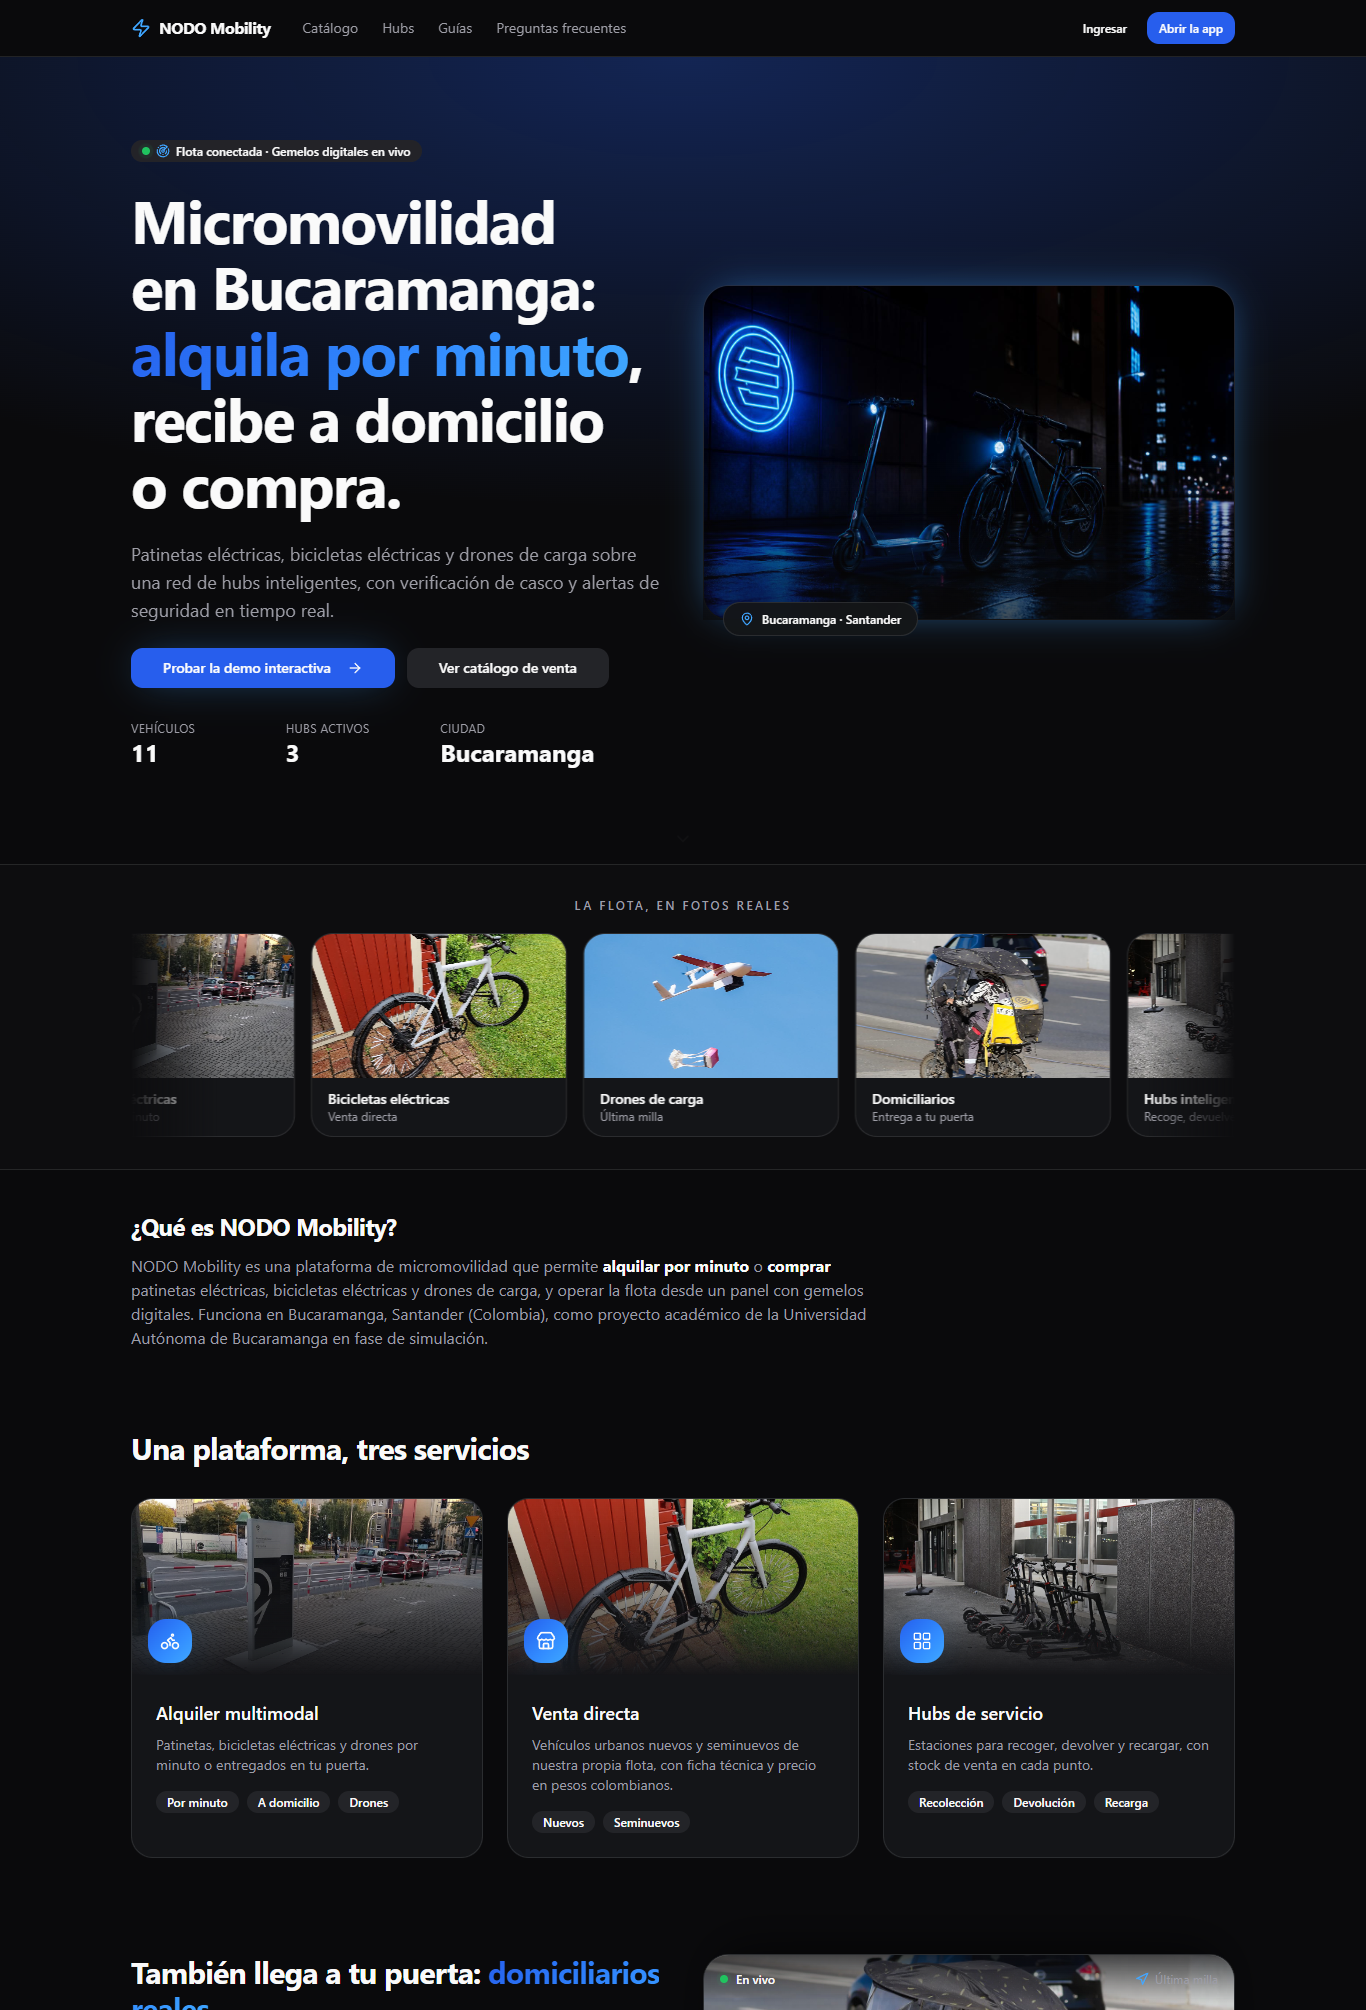 NODO Mobility
Catálogo
Hubs
Guías
Preguntas frecuentes
Ingresar
Abrir la app
Flota conectada · Gemelos digitales en vivo
Micromovilidad
en Bucaramanga:
alquila por minuto,
recibe a domicilio
o compra.
Patinetas eléctricas, bicicletas eléctricas y drones de carga sobre
una red de hubs inteligentes, con verificación de casco y alertas de
seguridad en tiempo real.
Bucaramanga · Santander
Probar la demo interactiva
Ver catálogo de venta
VEHÍCULOS
11
HUBS ACTIVOS
3
CIUDAD
Bucaramanga
LA FLOTA, EN FOTOS REALES
Bicicletas eléctricas
Venta directa
Drones de carga
Última milla
Domiciliarios
Entrega a tu puerta
Hubs
Recoge,
¿Qué es NODO Mobility?
NODO Mobility es una plataforma de micromovilidad que permite alquilar por minuto o comprar
patinetas eléctricas, bicicletas eléctricas y drones de carga, y operar la flota desde un panel con gemelos
digitales. Funciona en Bucaramanga, Santander (Colombia), como proyecto académico de la Universidad
Autónoma de Bucaramanga en fase de simulación.
Una plataforma, tres servicios
Alquiler multimodal
Patinetas, bicicletas eléctricas y drones por
minuto o entregados en tu puerta.
Por minuto
A domicilio
Drones
Venta directa
Vehículos urbanos nuevos y seminuevos de
nuestra propia flota, con ficha técnica y precio
en pesos colombianos.
Nuevos
Seminuevos
Hubs de servicio
Estaciones para recoger, devolver y recargar, con
stock de venta en cada punto.
Recolección
Devolución
Recarga
También llega a tu puerta: domiciliarios
reales
En vivo
Última milla